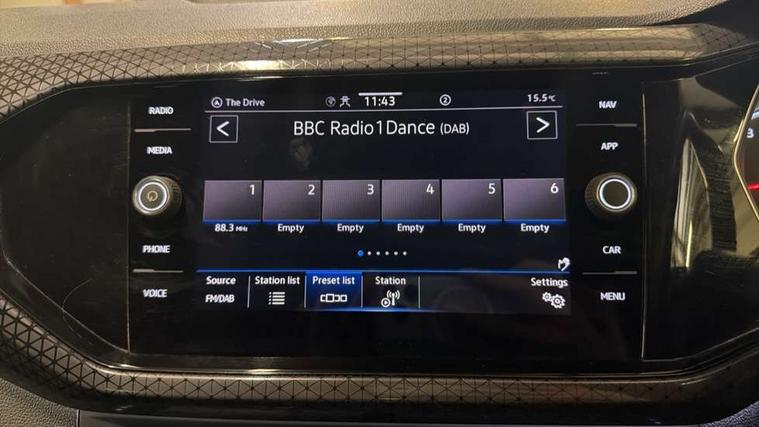 RADIO
MEDIA
PHONE
VOICE
A The Drive 11:43 2 15.5°C
< BBC Radio 1 Dance (DAB) >
1 2 3 4 5 6
88.3 MHz Empty Empty Empty Empty Empty
Source Station list Preset list Station Settings
FM/DAB
NAV
APP
CAR
MENU
3